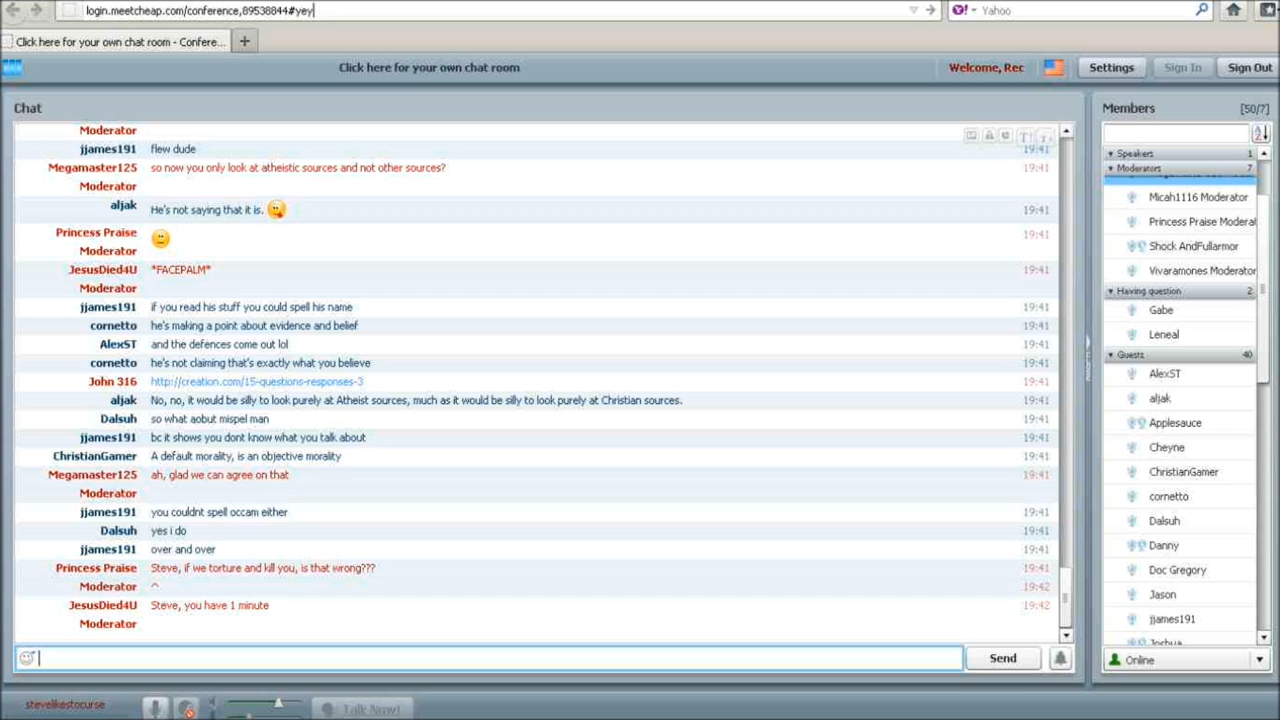 login.meetcheap.com/conference,89538844#yey
Yahoo
Click here for your own chat room - Confere...
Click here for your own chat room
Welcome, Rec
Settings
Sign In
Sign Out
Chat
Moderator
jjames191 flew dude 19:41
Megamaster125 so now you only look at atheistic sources and not other sources? 19:41
Moderator
aljak He's not saying that it is. 19:41
Princess Praise 19:41
Moderator
JesusDied4U *FACEPALM* 19:41
Moderator
jjames191 if you read his stuff you could spell his name 19:41
cornetto he's making a point about evidence and belief 19:41
AlexST and the defences come out lol 19:41
cornetto he's not claiming that's exactly what you believe 19:41
John 316 http://creation.com/15-questions-responses-3 19:41
aljak No, no, it would be silly to look purely at Atheist sources, much as it would be silly to look purely at Christian sources. 19:41
Dalsuh so what aobut mispel man 19:41
jjames191 bc it shows you dont know what you talk about 19:41
ChristianGamer A default morality, is an objective morality 19:41
Megamaster125 ah, glad we can agree on that 19:41
Moderator
jjames191 you couldnt spell occam either 19:41
Dalsuh yes i do 19:41
jjames191 over and over 19:41
Princess Praise Steve, if we torture and kill you, is that wrong??? 19:41
Moderator ^ 19:42
JesusDied4U Steve, you have 1 minute 19:42
Moderator
Send
stevelikestocurse
Talk Now!
Members [50/?]
Speakers 1
Moderators 7
Micah1116 Moderator
Princess Praise Moderat
Shock AndFullarmor
Vivaramones Moderator
Having question 2
Gabe
Leneal
Guests 40
AlexST
aljak
Applesauce
Cheyne
ChristianGamer
cornetto
Dalsuh
Danny
Doc Gregory
Jason
jjames191
Joshua
Online